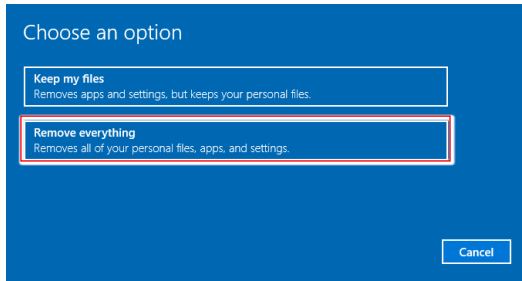 Choose an option
Keep my files
Removes apps and settings, but keeps your personal files.
Remove everything
Removes all of your personal files, apps, and settings.
Cancel